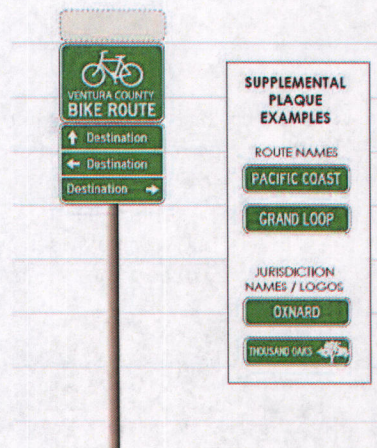 VENTURA COUNTY
BIKE ROUTE
Destination
Destination
Destination
SUPPLEMENTAL
PLAQUE
EXAMPLES
ROUTE NAMES
PACIFIC COAST
GRAND LOOP
JURISDICTION
NAMES / LOGOS
OXNARD
THOUSAND OAKS